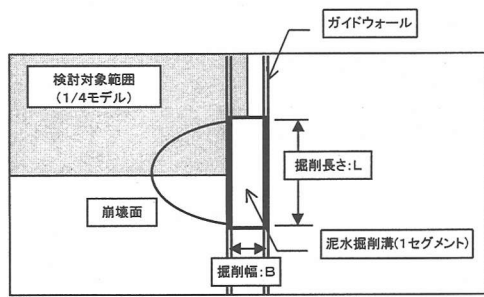 ガイドウォール
検討対象範囲
(1/4モデル)
掘削長さ:L
崩壊面
泥水掘削溝(1セグメント)
掘削幅:B